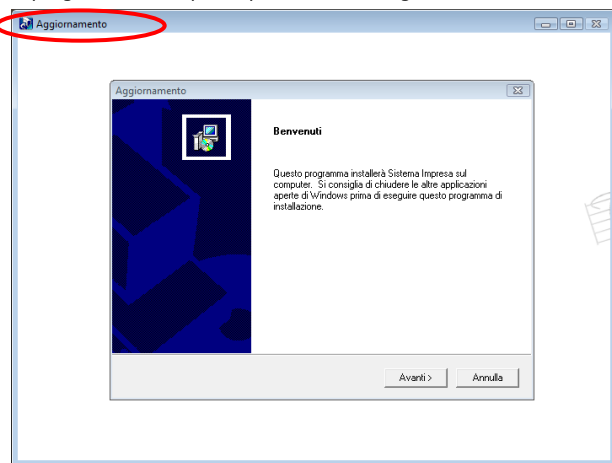 Aggiornamento
Aggiornamento
Benvenuti
Questo programma installerà Sistema Impresa sul
computer. Si consiglia di chiudere le altre applicazioni
aperte di Windows prima di eseguire questo programma di
installazione.
Avanti >
Annulla